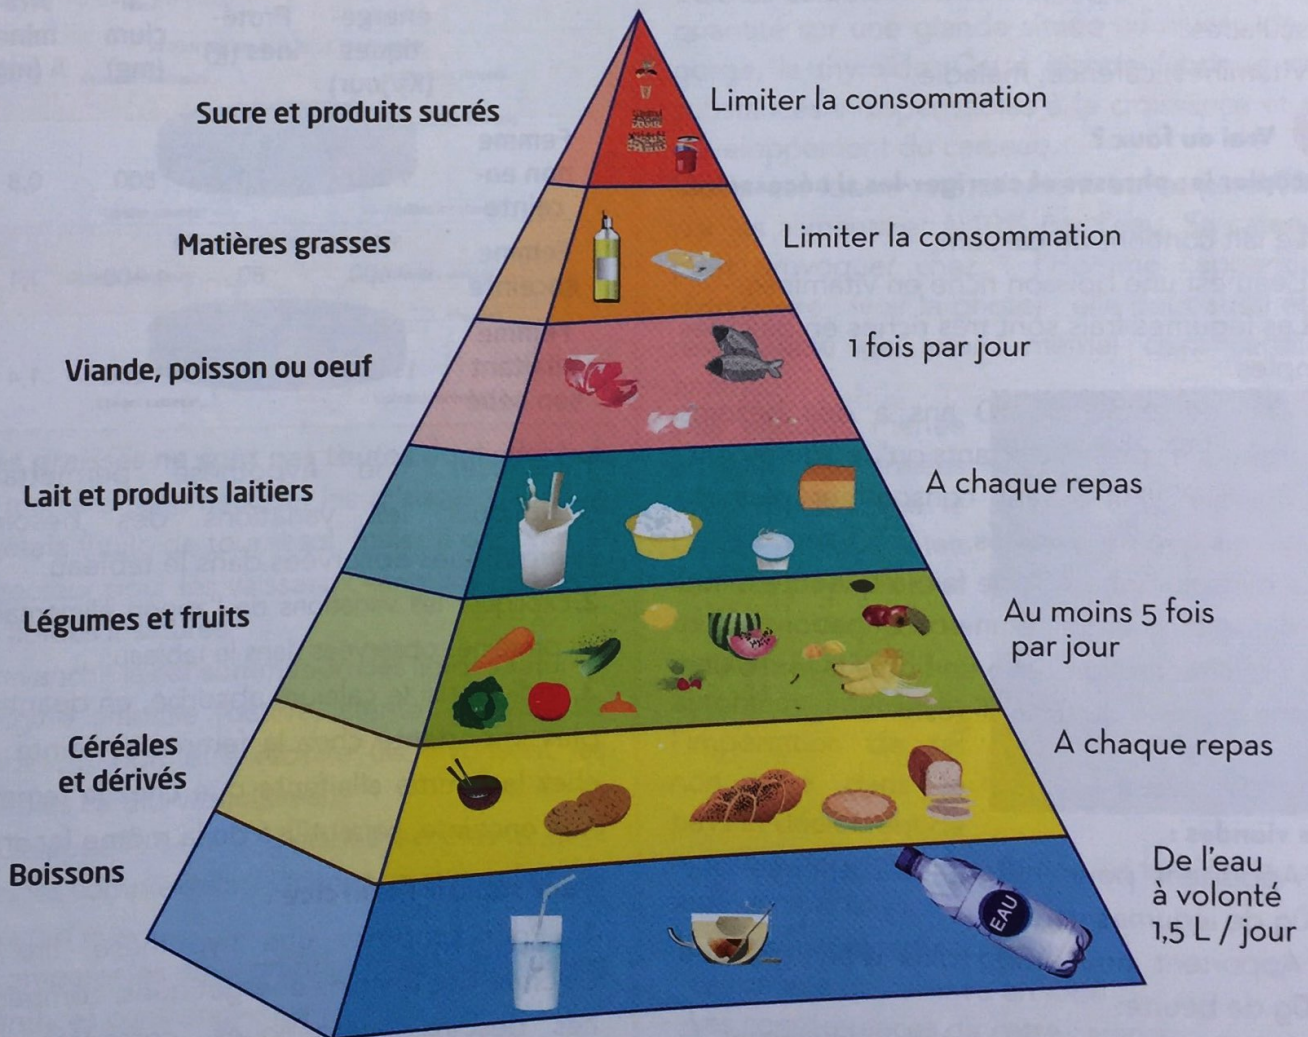 Sucre et produits sucrés
Limiter la consommation
Matières grasses
Limiter la consommation
Viande, poisson ou oeuf
1 fois par jour
Lait et produits laitiers
A chaque repas
Légumes et fruits
Au moins 5 fois
par jour
Céréales
et dérivés
A chaque repas
Boissons
De l'eau
à volonté
1,5 L / jour
EAU